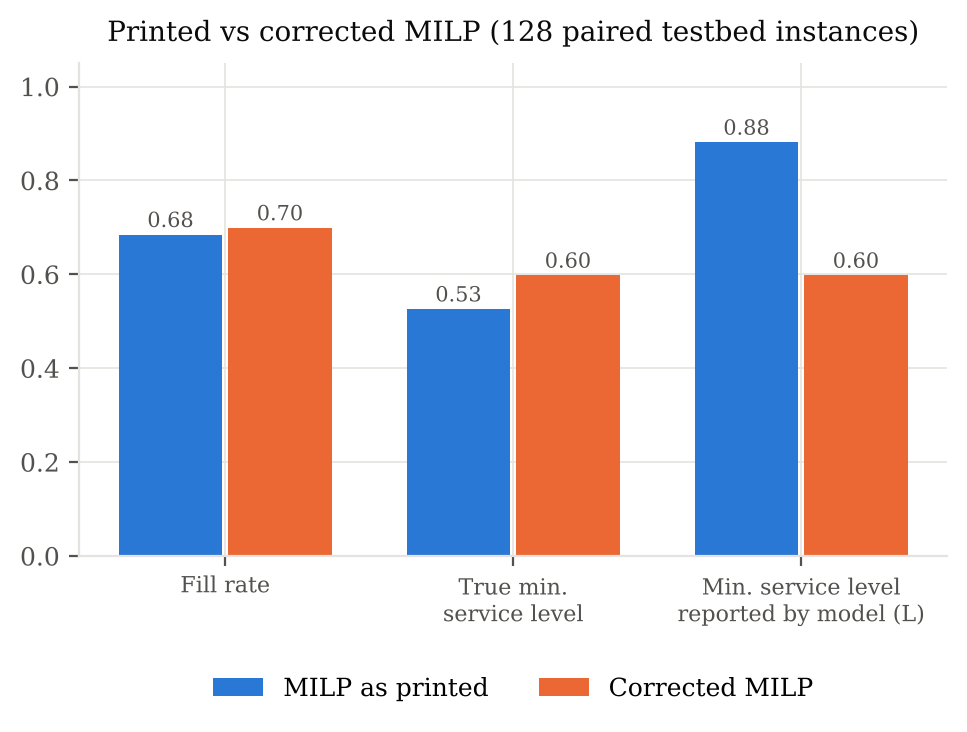 Printed vs corrected MILP (128 paired testbed instances)
1.0
0.8
0.6
0.4
0.2
0.0
0.68
0.70
0.53
0.60
0.88
0.60
Fill rate
True min.
service level
Min. service level
reported by model (L)
MILP as printed
Corrected MILP